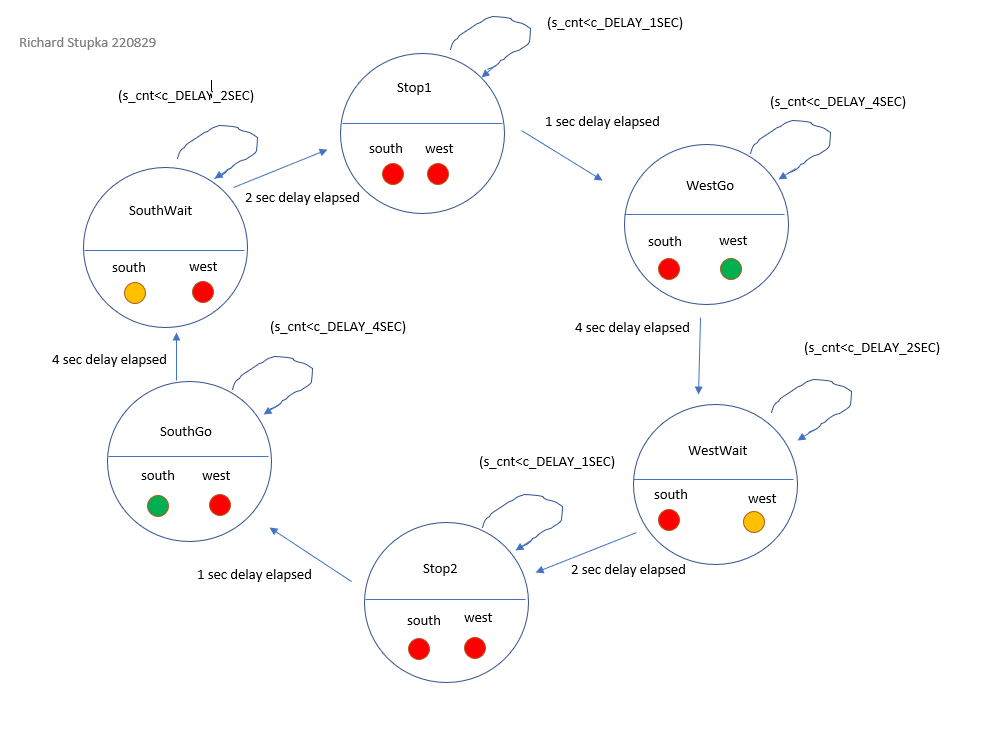 Richard Stupka 220829
(s_cnt<c_DELAY_1SEC)
Stop1
south west
1 sec delay elapsed
(s_cnt<c_DELAY_4SEC)
WestGo
south west
4 sec delay elapsed
(s_cnt<c_DELAY_2SEC)
WestWait
south west
2 sec delay elapsed
(s_cnt<c_DELAY_1SEC)
Stop2
south west
1 sec delay elapsed
(s_cnt<c_DELAY_4SEC)
SouthGo
south west
4 sec delay elapsed
(s_cnt<c_DELAY_2SEC)
SouthWait
south west
2 sec delay elapsed